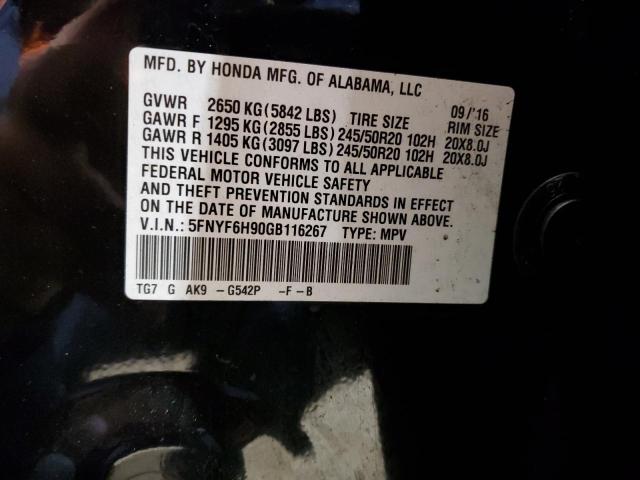 MFD. BY HONDA MFG. OF ALABAMA, LLC
GVWR 2650 KG (5842 LBS) TIRE SIZE 09/'16 RIM SIZE
GAWR F 1295 KG (2855 LBS) 245/50R20 102H 20X8.0J
GAWR R 1405 KG (3097 LBS) 245/50R20 102H 20X8.0J
THIS VEHICLE CONFORMS TO ALL APPLICABLE
FEDERAL MOTOR VEHICLE SAFETY
AND THEFT PREVENTION STANDARDS IN EFFECT
ON THE DATE OF MANUFACTURE SHOWN ABOVE.
V.I.N.: 5FNYF6H90GB116267 TYPE: MPV
TG7 G AK9 -G542P -F-B